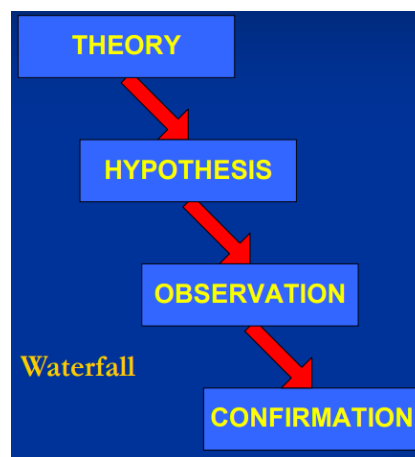 THEORY
HYPOTHESIS
OBSERVATION
Waterfall
CONFIRMATION